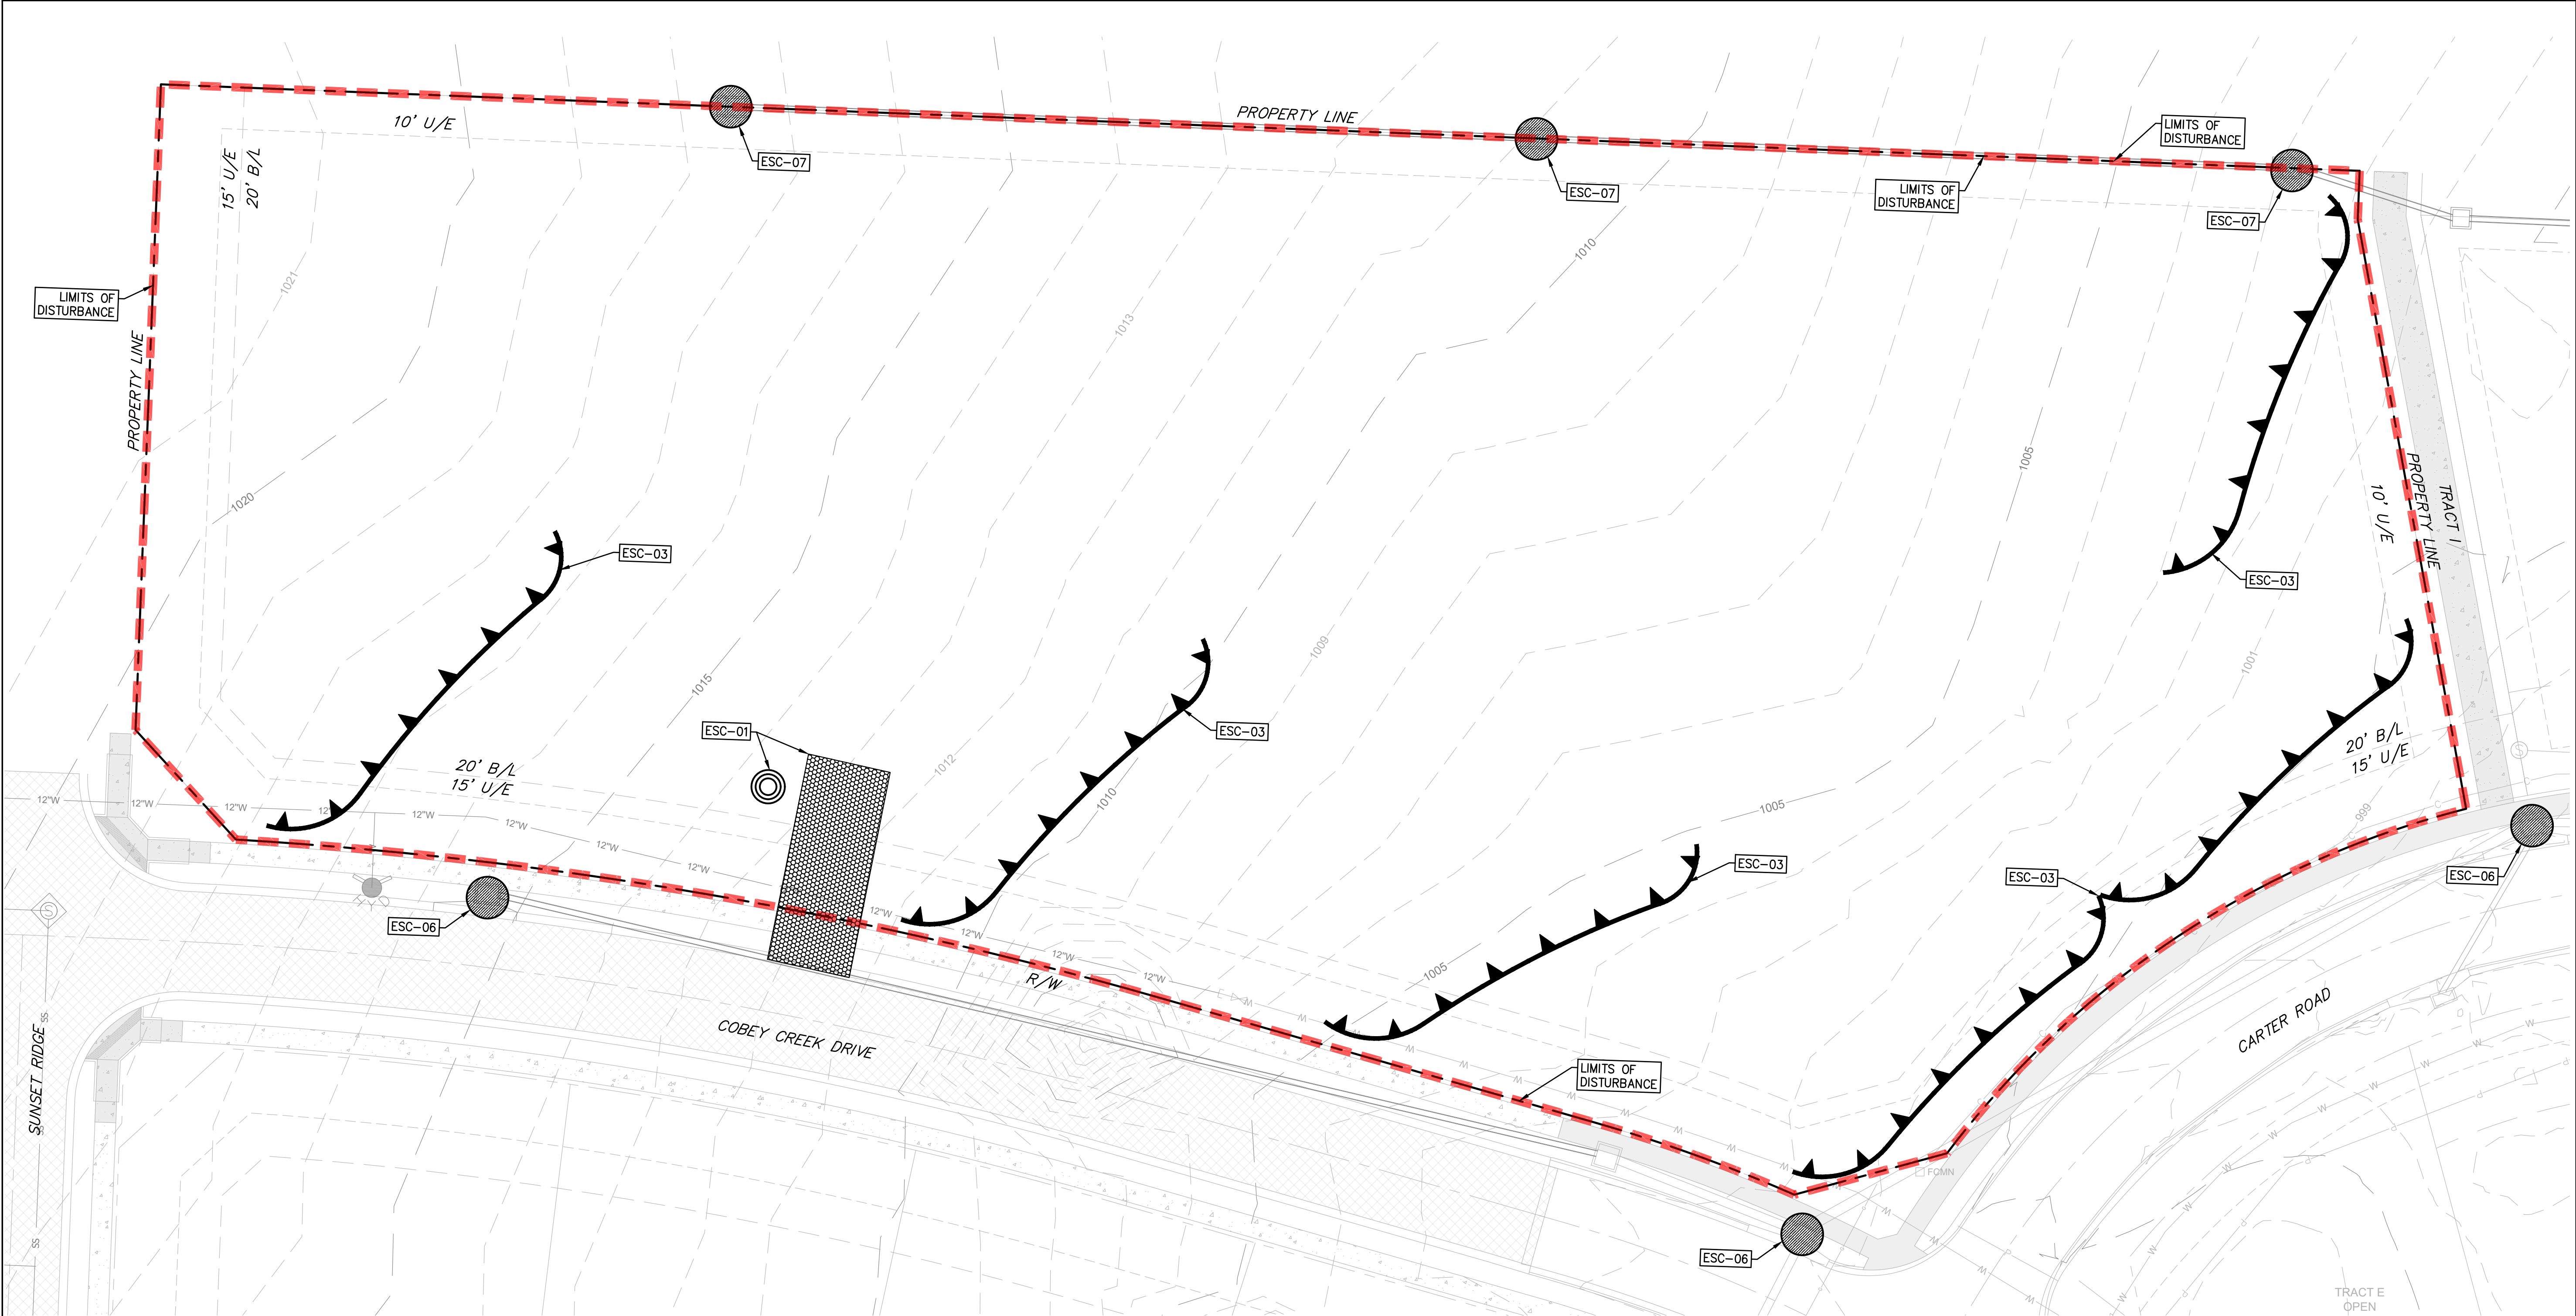 PROPERTY LINE
LIMITS OF
DISTURBANCE
10' U/E
ESC-07
ESC-07
LIMITS OF
DISTURBANCE
ESC-07
15' U/E
20' B/L
1010
1021
LIMITS OF
DISTURBANCE
1013
PROPERTY LINE
1005
PROPERTY LINE
TRACT I
10' U/E
1020
ESC-03
ESC-03
1009
1001
1015
ESC-01
ESC-03
20' B/L
15' U/E
20' B/L
15' U/E
1012
1010
1005
999
12"W
12"W
12"W
12"W
12"W
12"W
12"W
12"W
ESC-03
ESC-03
ESC-06
S
S
ESC-06
12"W
12"W
12"W
12"W
1005
R/W
W
W
W
W
W
W
W
W
W
W
W
COBEY CREEK DRIVE
CARTER ROAD
SUNSET RIDGE
SS
SS
SS
LIMITS OF
DISTURBANCE
FCMN
ESC-06
W
W
W
W
W
W
W
W
TRACT E
OPEN